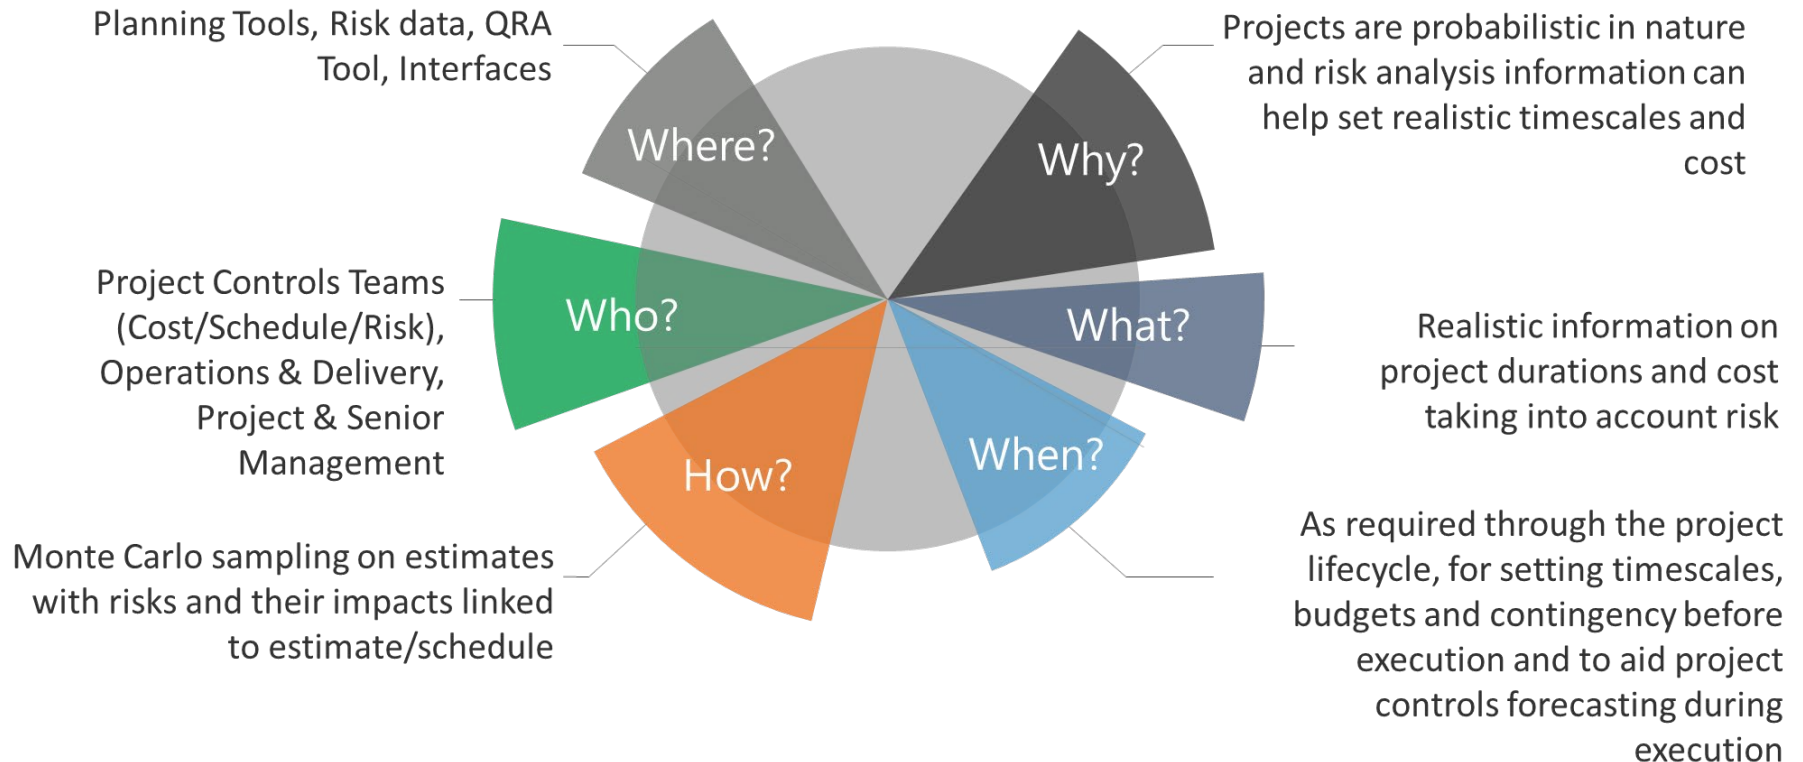 Planning Tools, Risk data, QRA
Tool, Interfaces
Where?
Projects are probabilistic in nature
and risk analysis information can
help set realistic timescales and
cost
Why?
Project Controls Teams
(Cost/Schedule/Risk),
Operations & Delivery,
Project & Senior
Management
Who?
What?
Realistic information on
project durations and cost
taking into account risk
How?
Monte Carlo sampling on estimates
with risks and their impacts linked
to estimate/schedule
When?
As required through the project
lifecycle, for setting timescales,
budgets and contingency before
execution and to aid project
controls forecasting during
execution